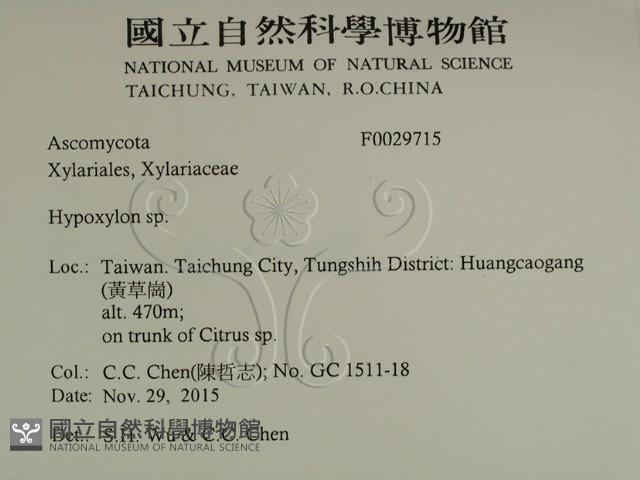 國立自然科學博物館
NATIONAL MUSEUM OF NATURAL SCIENCE
TAICHUNG, TAIWAN, R.O.CHINA
Ascomycota F0029715
Xylariales, Xylariaceae
Hypoxylon sp.
Loc.: Taiwan. Taichung City, Tungshih District: Huangcaogang
(黃草崗)
alt. 470m;
on trunk of Citrus sp.
Col.: C.C. Chen(陳哲志); No. GC 1511-18
Date: Nov. 29, 2015
Det.: S.H. Wu & C.C. Chen
國立自然科學博物館
NATIONAL MUSEUM OF NATURAL SCIENCE